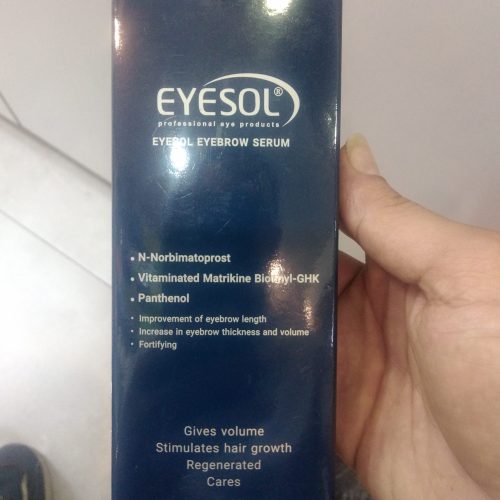 EYESOL®
professional eye products
EYESOL EYEBROW SERUM
• N-Norbimatoprost
• Vitaminated Matrikine Biotinyl-GHK
• Panthenol
• Improvement of eyebrow length
• Increase in eyebrow thickness and volume
• Fortifying
Gives volume
Stimulates hair growth
Regenerated
Cares